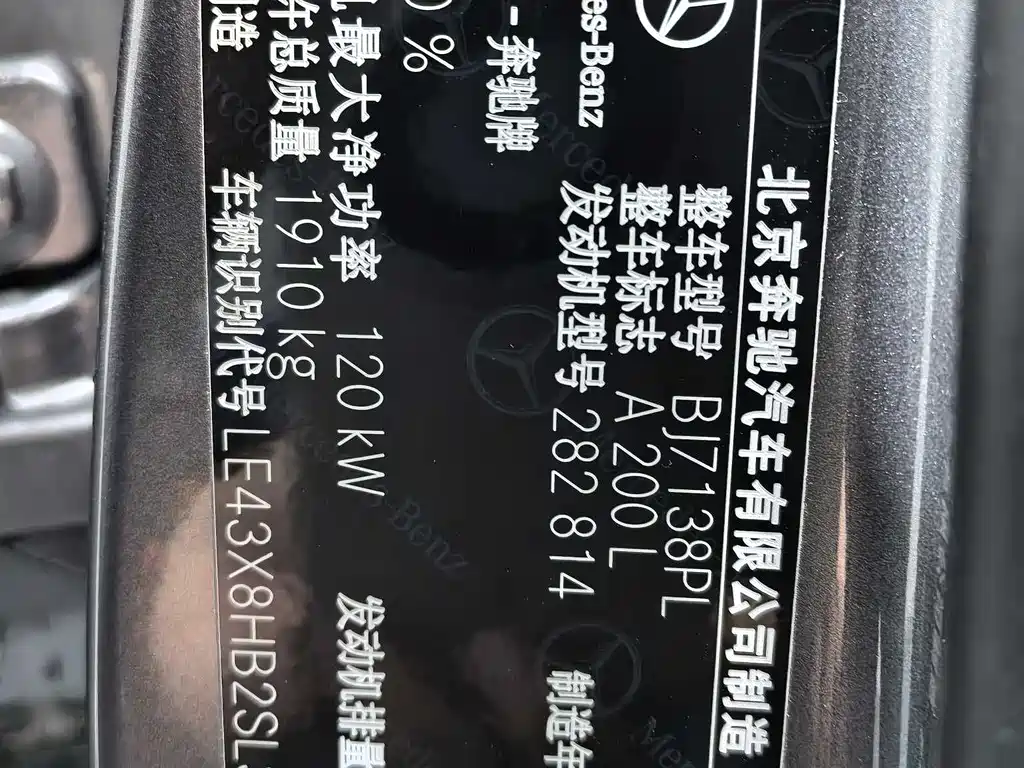 北京奔驰汽车有限公司制造
es-Benz
整车型号 BJ7138PL
整车标志 A 200 L
发动机型号 282 814
制造年
-奔驰牌
%
最大净功率 120 kW
发动机排量
总质量 1910 kg
造
车辆识别代号 LE43X8HB2SL
Mercedes-Benz